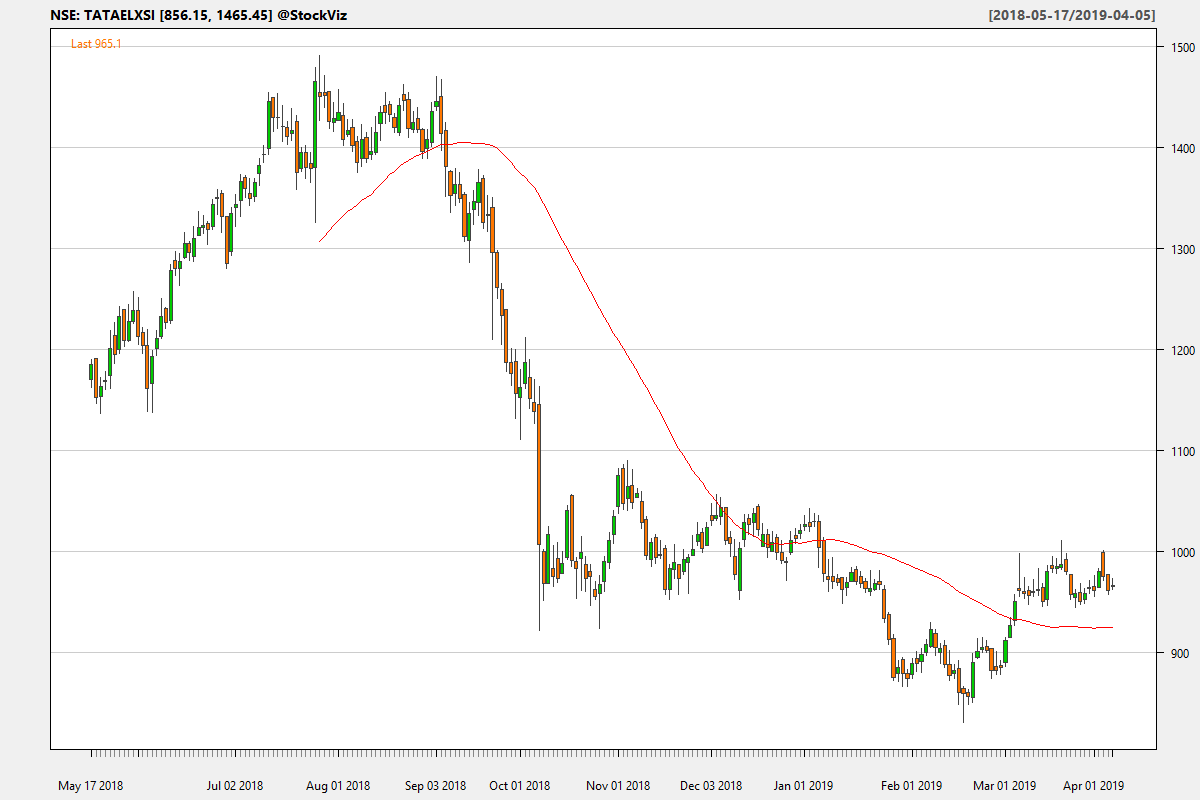 NSE: TATAELXSI [856.15, 1465.45] @StockViz
[2018-05-17/2019-04-05]
Last 965.1
1500
1400
1300
1200
1100
1000
900
May 17 2018
Jul 02 2018
Aug 01 2018
Sep 03 2018
Oct 01 2018
Nov 01 2018
Dec 03 2018
Jan 01 2019
Feb 01 2019
Mar 01 2019
Apr 01 2019